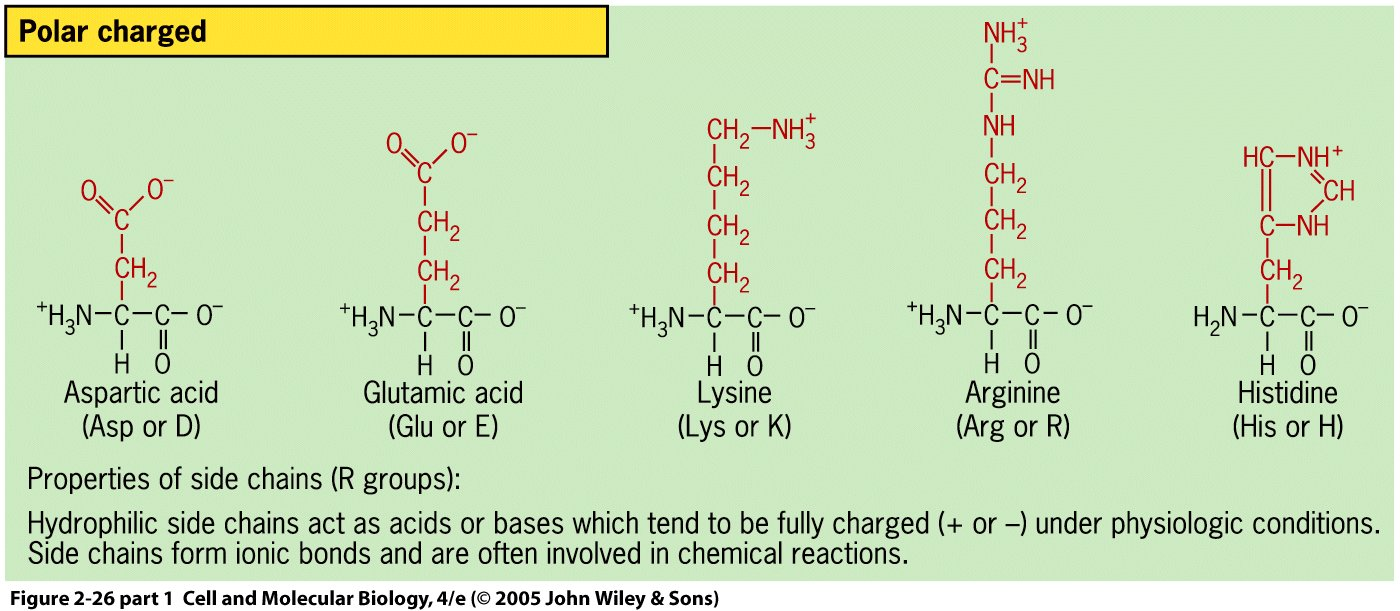 Polar charged
NH3+
C=NH
NH
CH2
CH2
CH2
+H3N–C–C–O–
H O
Arginine
(Arg or R)
O O–
C
CH2
+H3N–C–C–O–
H O
Aspartic acid
(Asp or D)
O O–
C
CH2
CH2
+H3N–C–C–O–
H O
Glutamic acid
(Glu or E)
CH2–NH3+
CH2
CH2
CH2
+H3N–C–C–O–
H O
Lysine
(Lys or K)
HC–NH+
CH
C–NH
CH2
H2N–C–C–O–
H O
Histidine
(His or H)
Properties of side chains (R groups):
Hydrophilic side chains act as acids or bases which tend to be fully charged (+ or –) under physiologic conditions.
Side chains form ionic bonds and are often involved in chemical reactions.
Figure 2-26 part 1 Cell and Molecular Biology, 4/e (© 2005 John Wiley & Sons)